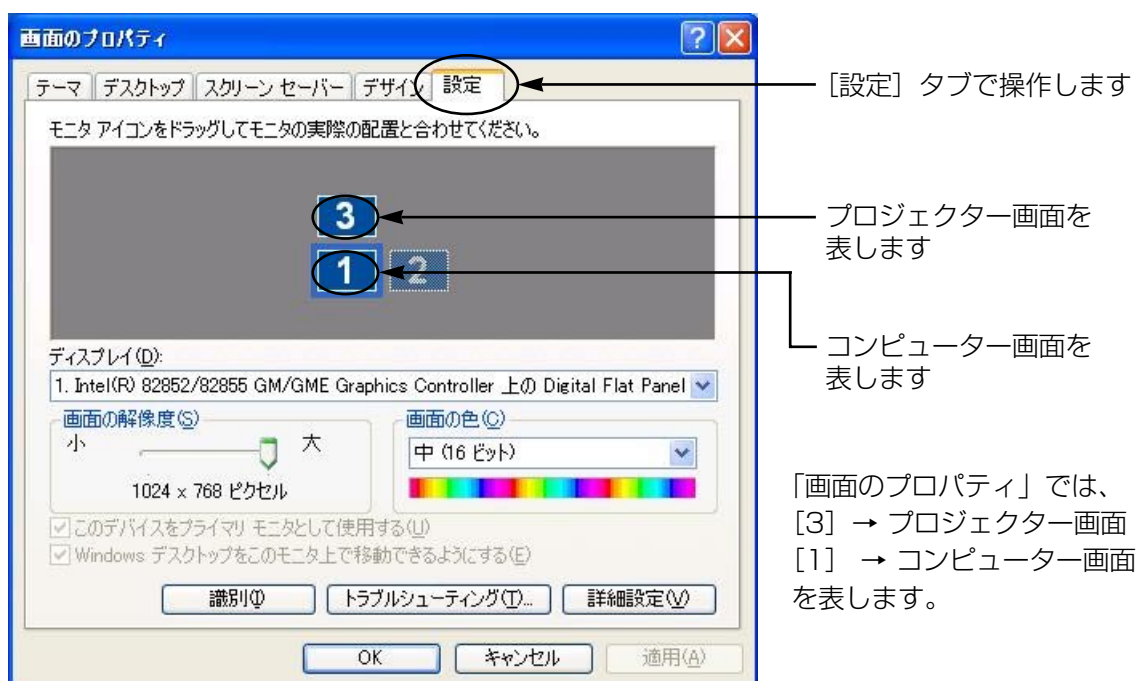 画面のプロパティ
テーマ デスクトップ スクリーン セーバー デザイン 設定
［設定］タブで操作します
モニタ アイコンをドラッグしてモニタの実際の配置と合わせてください。
3
プロジェクター画面を
表します
1 2
コンピューター画面を
表します
ディスプレイ(D):
1. Intel(R) 82852/82855 GM/GME Graphics Controller 上の Digital Flat Panel
画面の解像度(S)
小 大
1024 x 768 ピクセル
画面の色(C)
中 (16 ビット)
このデバイスをプライマリ モニタとして使用する(U)
Windows デスクトップをこのモニタ上で移動できるようにする(E)
識別(I) トラブルシューティング(T)... 詳細設定(V)
OK キャンセル 適用(A)
「画面のプロパティ」では、
［3］→ プロジェクター画面
［1］ → コンピューター画面
を表します。